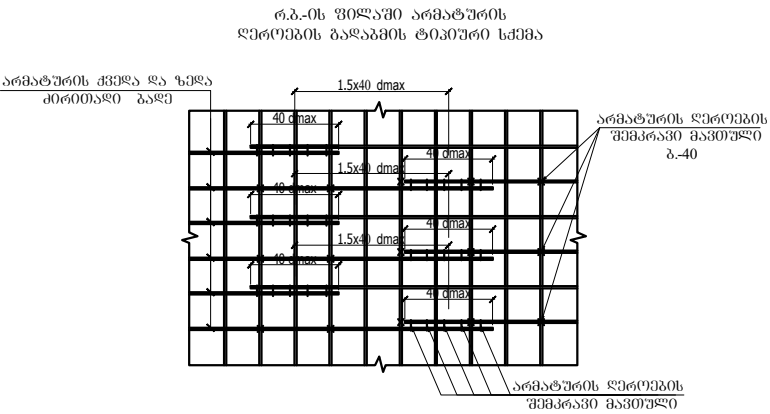 რ.ბ.-ის ფილაში არმატურის
ღეროების გადაბმის ტიპიური სქემა
1.5x40 dmax
არმატურის ქვედა და ზედა
ძირითადი ბადე
40 dmax
არმატურის ღეროების
შემკრავი მავთული
ბ.-40
40 dmax
1.5x40 dmax
40 dmax
40 dmax
1.5x40 dmax
40 dmax
40 dmax
არმატურის ღეროების
შემკრავი მავთული